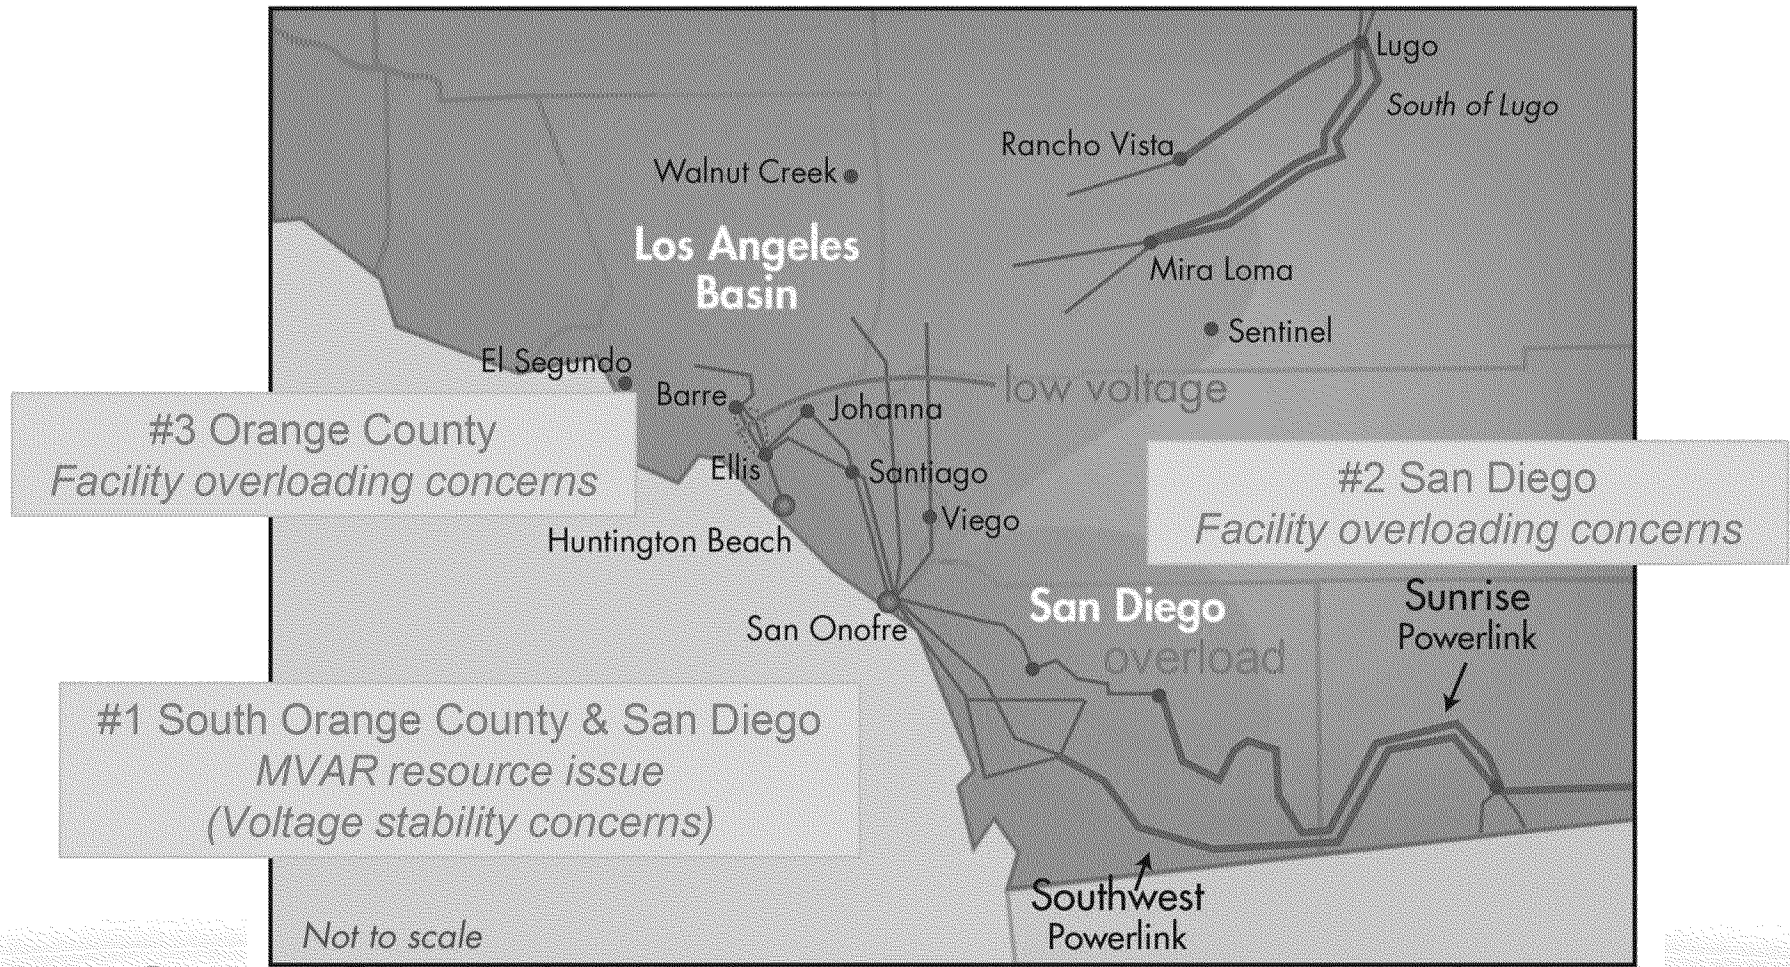 Lugo
South of Lugo
Rancho Vista
Walnut Creek
Los Angeles
Basin
Mira Loma
Sentinel
El Segundo
low voltage
Barre
Johanna
#3 Orange County
Facility overloading concerns
Ellis
Santiago
#2 San Diego
Facility overloading concerns
Viego
Huntington Beach
San Diego
overload
Sunrise
Powerlink
San Onofre
#1 South Orange County & San Diego
MVAR resource issue
(Voltage stability concerns)
Southwest
Powerlink
Not to scale